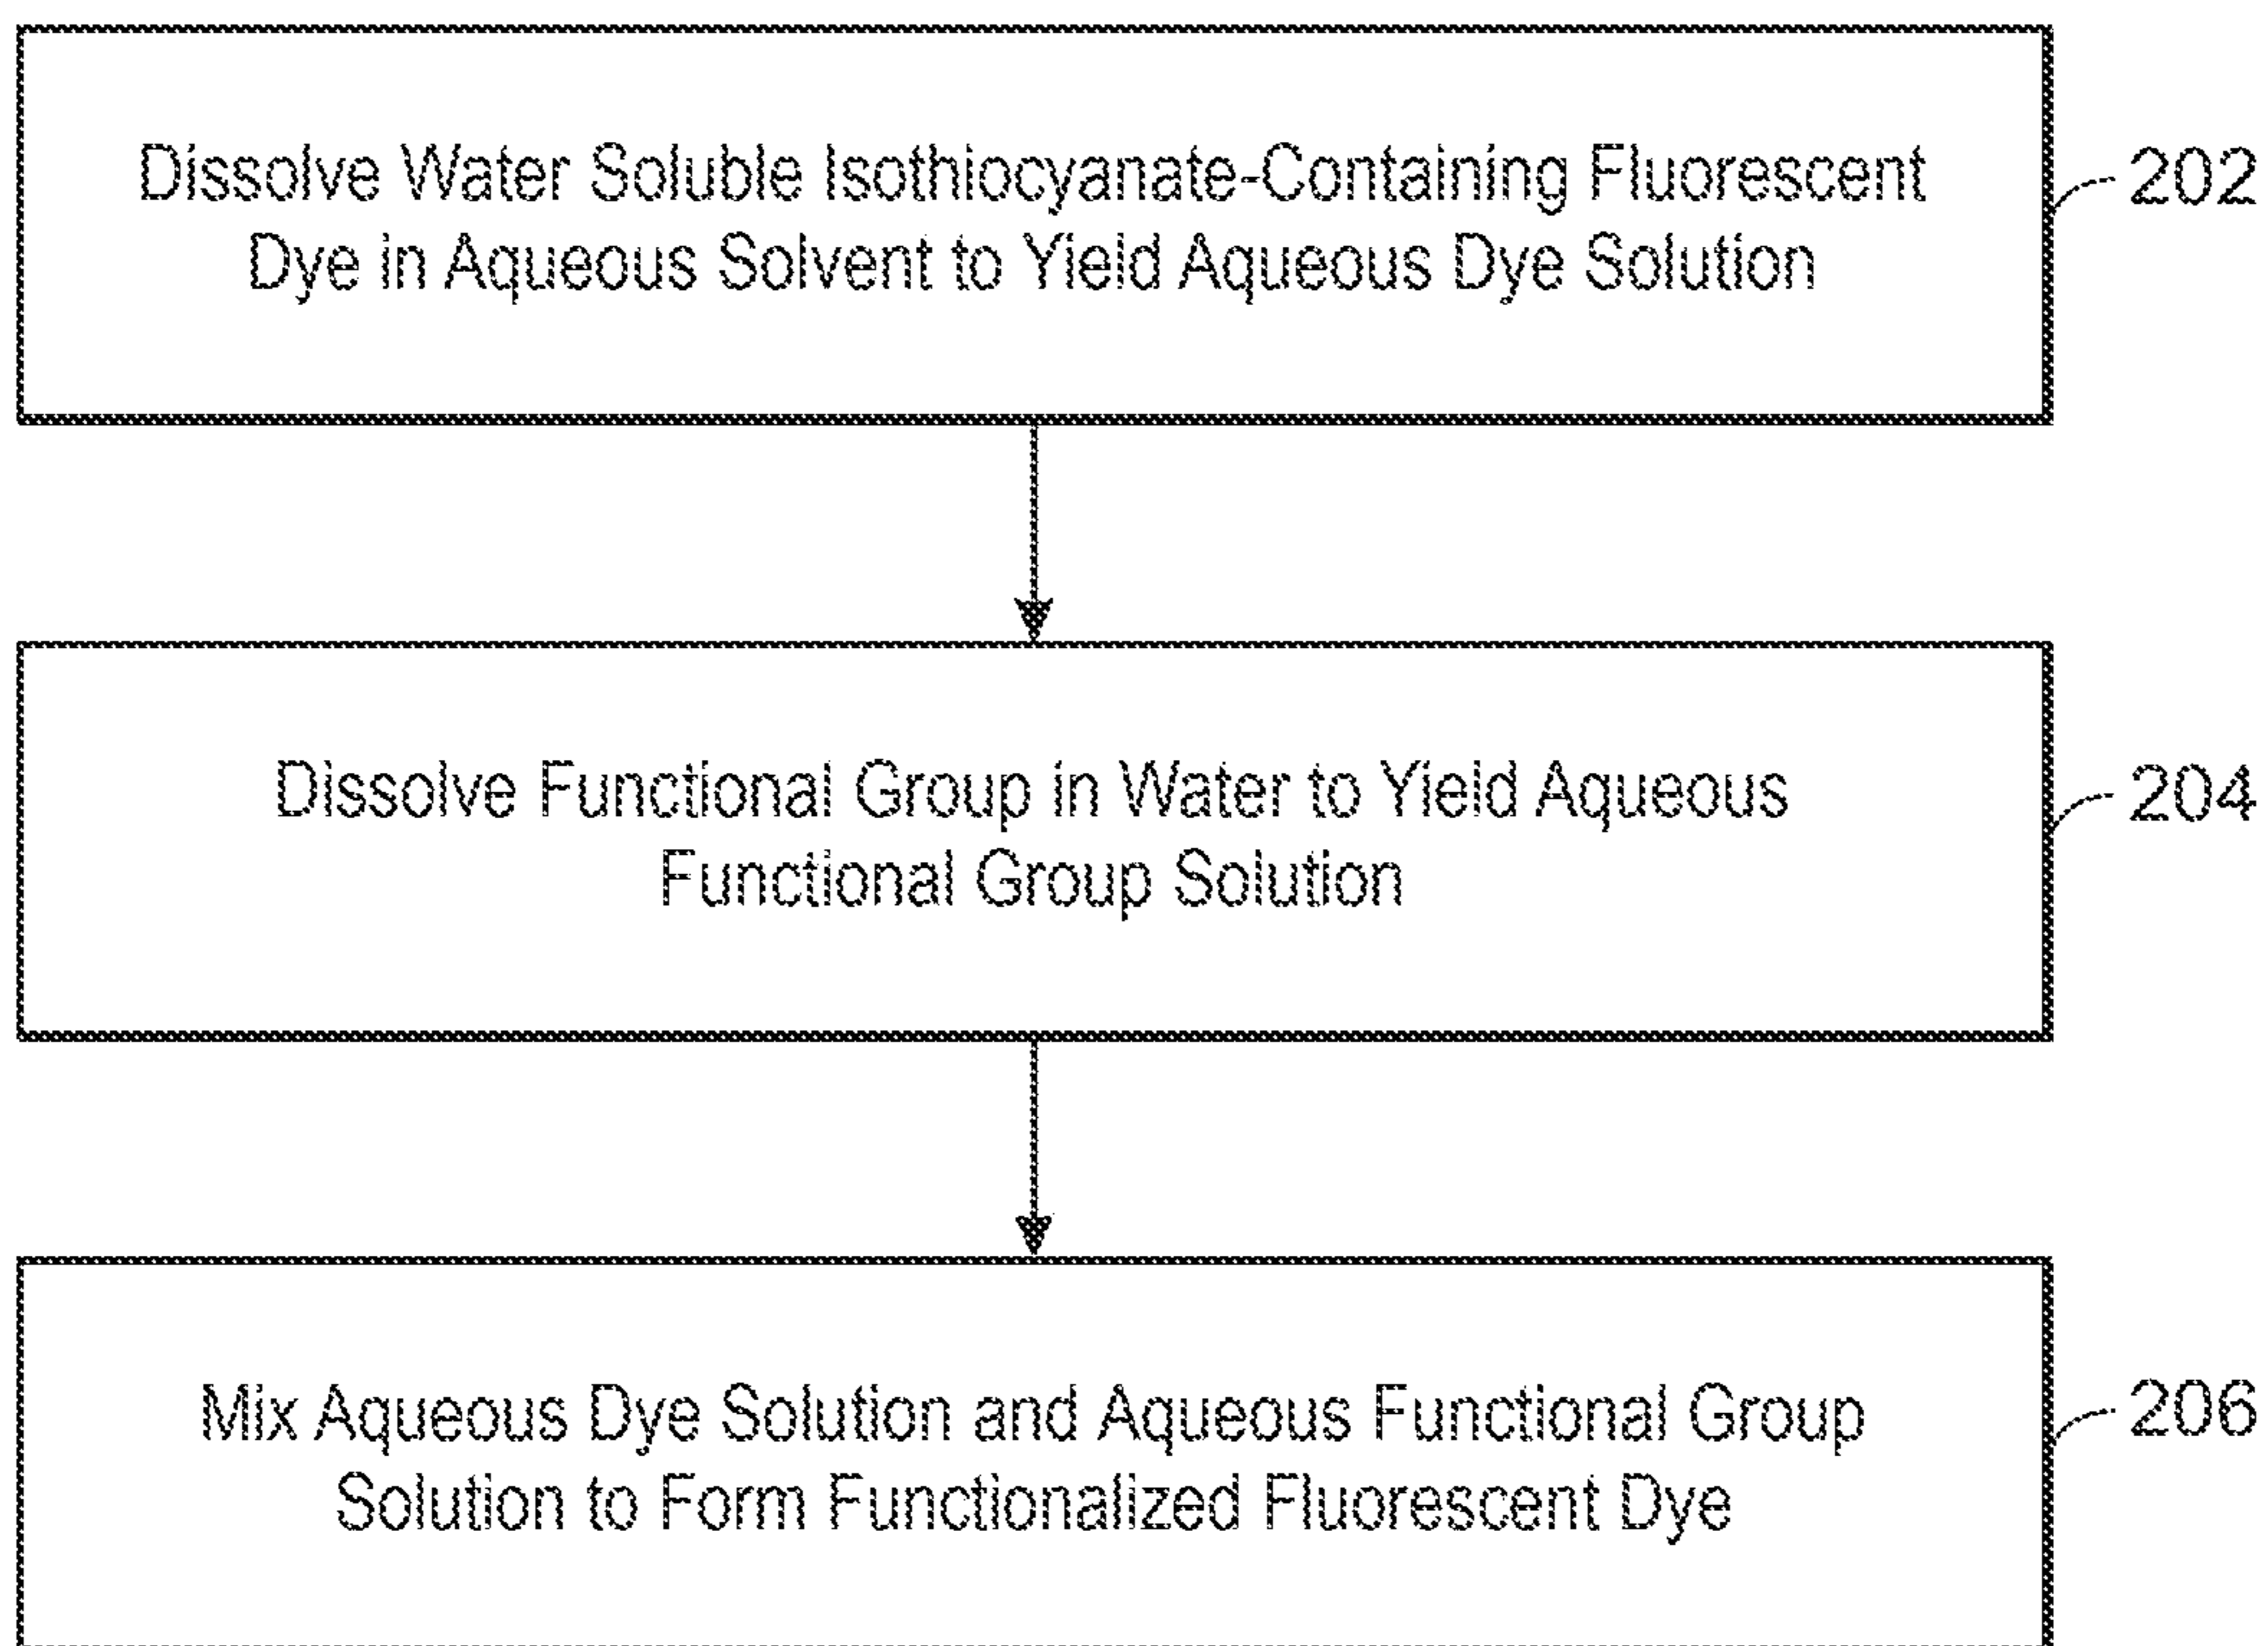 Dissolve Water Soluble Isothiocyanate-Containing Fluorescent
Dye in Aqueous Solvent to Yield Aqueous Dye Solution
202
Dissolve Functional Group in Water to Yield Aqueous
Functional Group Solution
204
Mix Aqueous Dye Solution and Aqueous Functional Group
Solution to Form Functionalized Fluorescent Dye
206